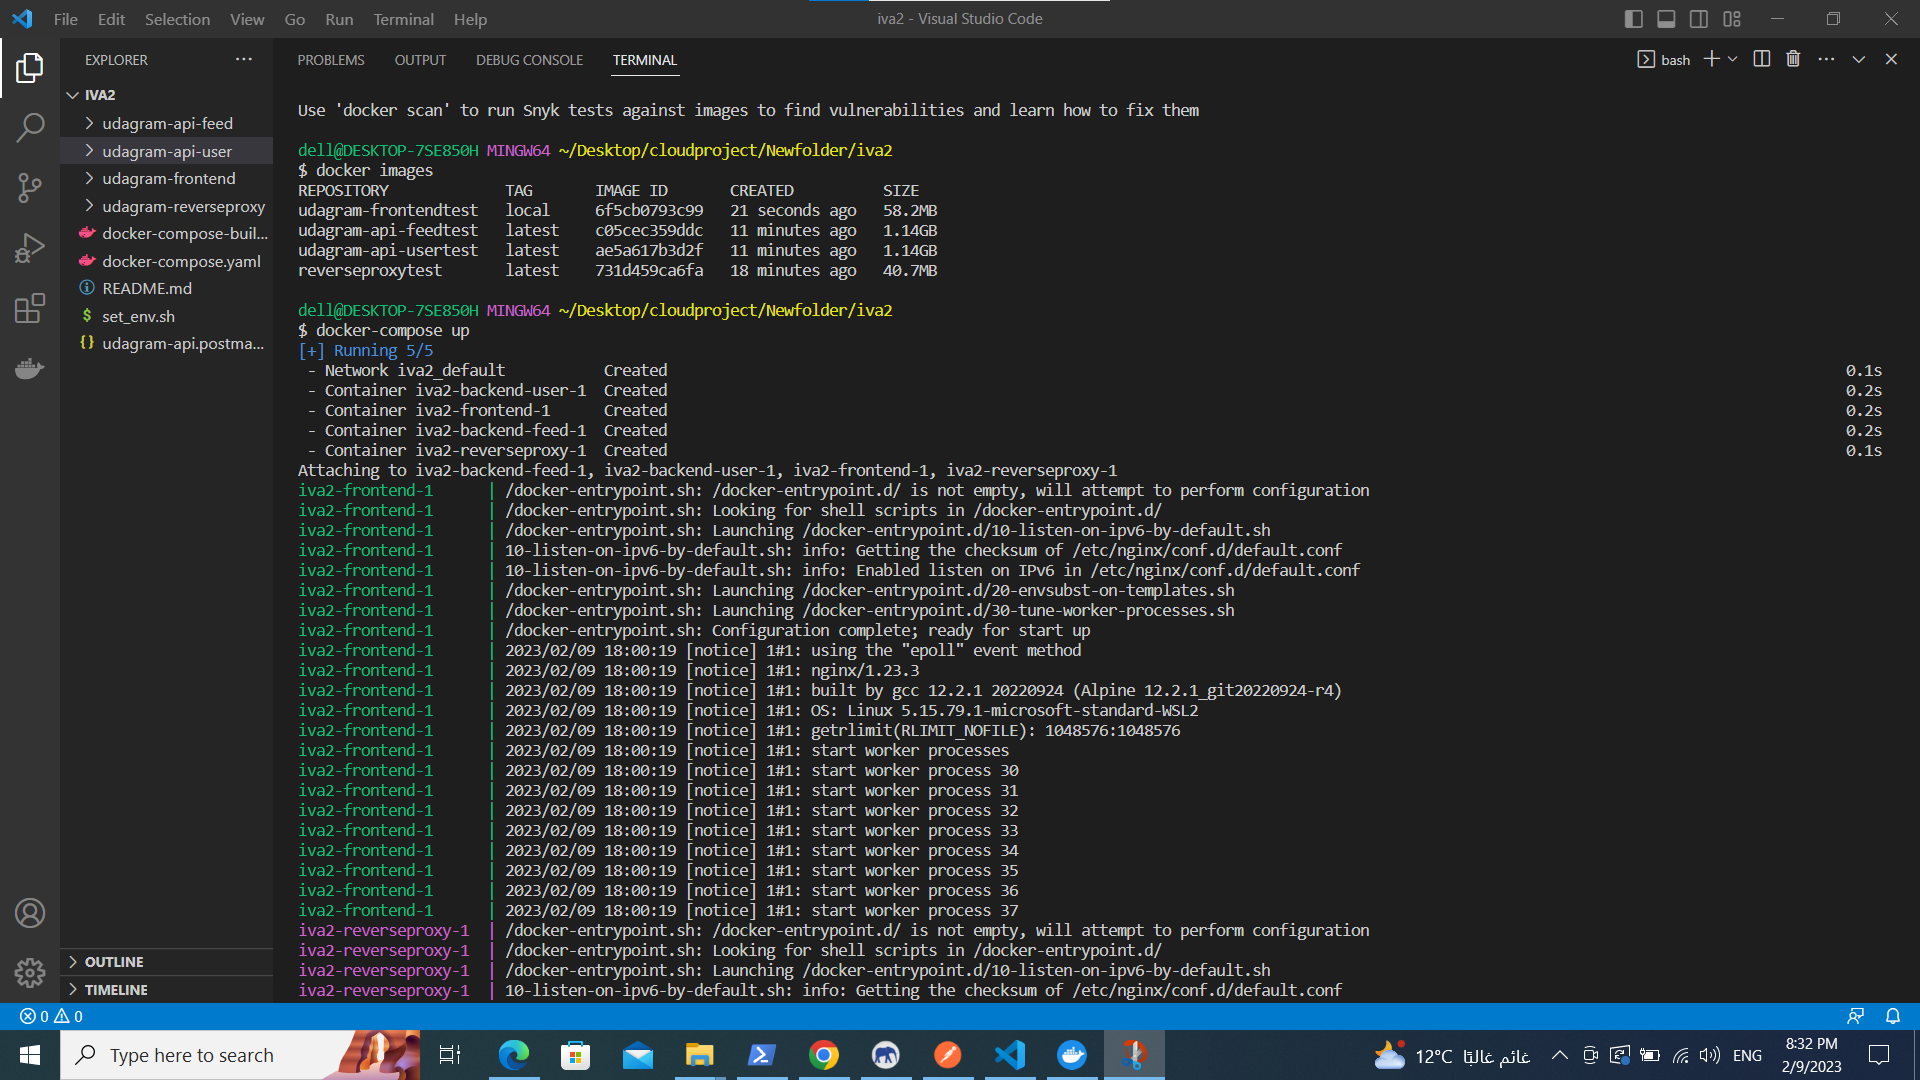 File Edit Selection View Go Run Terminal Help
iva2 - Visual Studio Code
EXPLORER
IVA2
udagram-api-feed
udagram-api-user
udagram-frontend
udagram-reverseproxy
docker-compose-buil...
docker-compose.yaml
README.md
$ set_env.sh
{} udagram-api.postma...
OUTLINE
TIMELINE
PROBLEMS OUTPUT DEBUG CONSOLE TERMINAL
bash
Use 'docker scan' to run Snyk tests against images to find vulnerabilities and learn how to fix them
dell@DESKTOP-7SE850H MINGW64 ~/Desktop/cloudproject/Newfolder/iva2
$ docker images
REPOSITORY TAG IMAGE ID CREATED SIZE
udagram-frontendtest local 6f5cb0793c99 21 seconds ago 58.2MB
udagram-api-feedtest latest c05cec359ddc 11 minutes ago 1.14GB
udagram-api-usertest latest ae5a617b3d2f 11 minutes ago 1.14GB
reverseproxytest latest 731d459ca6fa 18 minutes ago 40.7MB
dell@DESKTOP-7SE850H MINGW64 ~/Desktop/cloudproject/Newfolder/iva2
$ docker-compose up
[+] Running 5/5
- Network iva2_default Created 0.1s
- Container iva2-backend-user-1 Created 0.2s
- Container iva2-frontend-1 Created 0.2s
- Container iva2-backend-feed-1 Created 0.2s
- Container iva2-reverseproxy-1 Created 0.1s
Attaching to iva2-backend-feed-1, iva2-backend-user-1, iva2-frontend-1, iva2-reverseproxy-1
iva2-frontend-1 | /docker-entrypoint.sh: /docker-entrypoint.d/ is not empty, will attempt to perform configuration
iva2-frontend-1 | /docker-entrypoint.sh: Looking for shell scripts in /docker-entrypoint.d/
iva2-frontend-1 | /docker-entrypoint.sh: Launching /docker-entrypoint.d/10-listen-on-ipv6-by-default.sh
iva2-frontend-1 | 10-listen-on-ipv6-by-default.sh: info: Getting the checksum of /etc/nginx/conf.d/default.conf
iva2-frontend-1 | 10-listen-on-ipv6-by-default.sh: info: Enabled listen on IPv6 in /etc/nginx/conf.d/default.conf
iva2-frontend-1 | /docker-entrypoint.sh: Launching /docker-entrypoint.d/20-envsubst-on-templates.sh
iva2-frontend-1 | /docker-entrypoint.sh: Launching /docker-entrypoint.d/30-tune-worker-processes.sh
iva2-frontend-1 | /docker-entrypoint.sh: Configuration complete; ready for start up
iva2-frontend-1 | 2023/02/09 18:00:19 [notice] 1#1: using the "epoll" event method
iva2-frontend-1 | 2023/02/09 18:00:19 [notice] 1#1: nginx/1.23.3
iva2-frontend-1 | 2023/02/09 18:00:19 [notice] 1#1: built by gcc 12.2.1 20220924 (Alpine 12.2.1_git20220924-r4)
iva2-frontend-1 | 2023/02/09 18:00:19 [notice] 1#1: OS: Linux 5.15.79.1-microsoft-standard-WSL2
iva2-frontend-1 | 2023/02/09 18:00:19 [notice] 1#1: getrlimit(RLIMIT_NOFILE): 1048576:1048576
iva2-frontend-1 | 2023/02/09 18:00:19 [notice] 1#1: start worker processes
iva2-frontend-1 | 2023/02/09 18:00:19 [notice] 1#1: start worker process 30
iva2-frontend-1 | 2023/02/09 18:00:19 [notice] 1#1: start worker process 31
iva2-frontend-1 | 2023/02/09 18:00:19 [notice] 1#1: start worker process 32
iva2-frontend-1 | 2023/02/09 18:00:19 [notice] 1#1: start worker process 33
iva2-frontend-1 | 2023/02/09 18:00:19 [notice] 1#1: start worker process 34
iva2-frontend-1 | 2023/02/09 18:00:19 [notice] 1#1: start worker process 35
iva2-frontend-1 | 2023/02/09 18:00:19 [notice] 1#1: start worker process 36
iva2-frontend-1 | 2023/02/09 18:00:19 [notice] 1#1: start worker process 37
iva2-reverseproxy-1 | /docker-entrypoint.sh: /docker-entrypoint.d/ is not empty, will attempt to perform configuration
iva2-reverseproxy-1 | /docker-entrypoint.sh: Looking for shell scripts in /docker-entrypoint.d/
iva2-reverseproxy-1 | /docker-entrypoint.sh: Launching /docker-entrypoint.d/10-listen-on-ipv6-by-default.sh
iva2-reverseproxy-1 | 10-listen-on-ipv6-by-default.sh: info: Getting the checksum of /etc/nginx/conf.d/default.conf
0 0
Type here to search
12°C غائم غالبًا
ENG
8:32 PM
2/9/2023